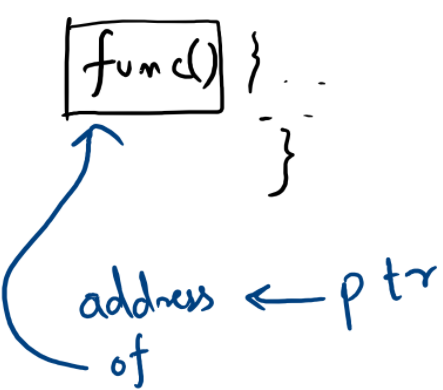 func() }
. .
- -
}
address ← ptr
of